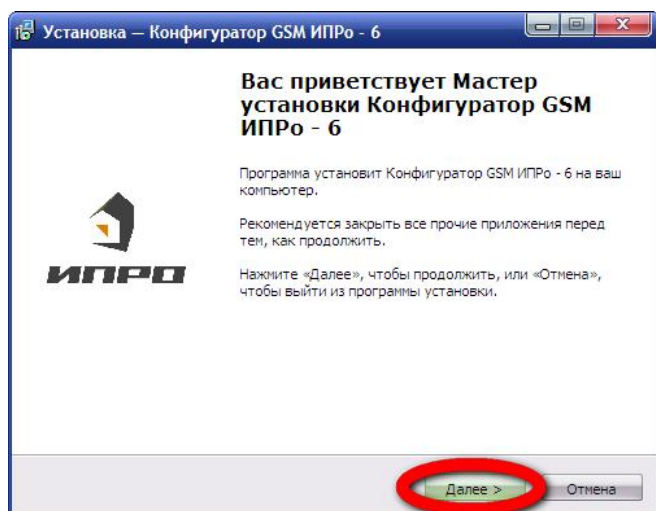 Установка — Конфигуратор GSM ИПРо - 6
Вас приветствует Мастер
установки Конфигуратор GSM
ИПРо - 6
Программа установит Конфигуратор GSM ИПРо - 6 на ваш
компьютер.
Рекомендуется закрыть все прочие приложения перед
тем, как продолжить.
Нажмите «Далее», чтобы продолжить, или «Отмена»,
чтобы выйти из программы установки.
ИПРО
Далее >
Отмена